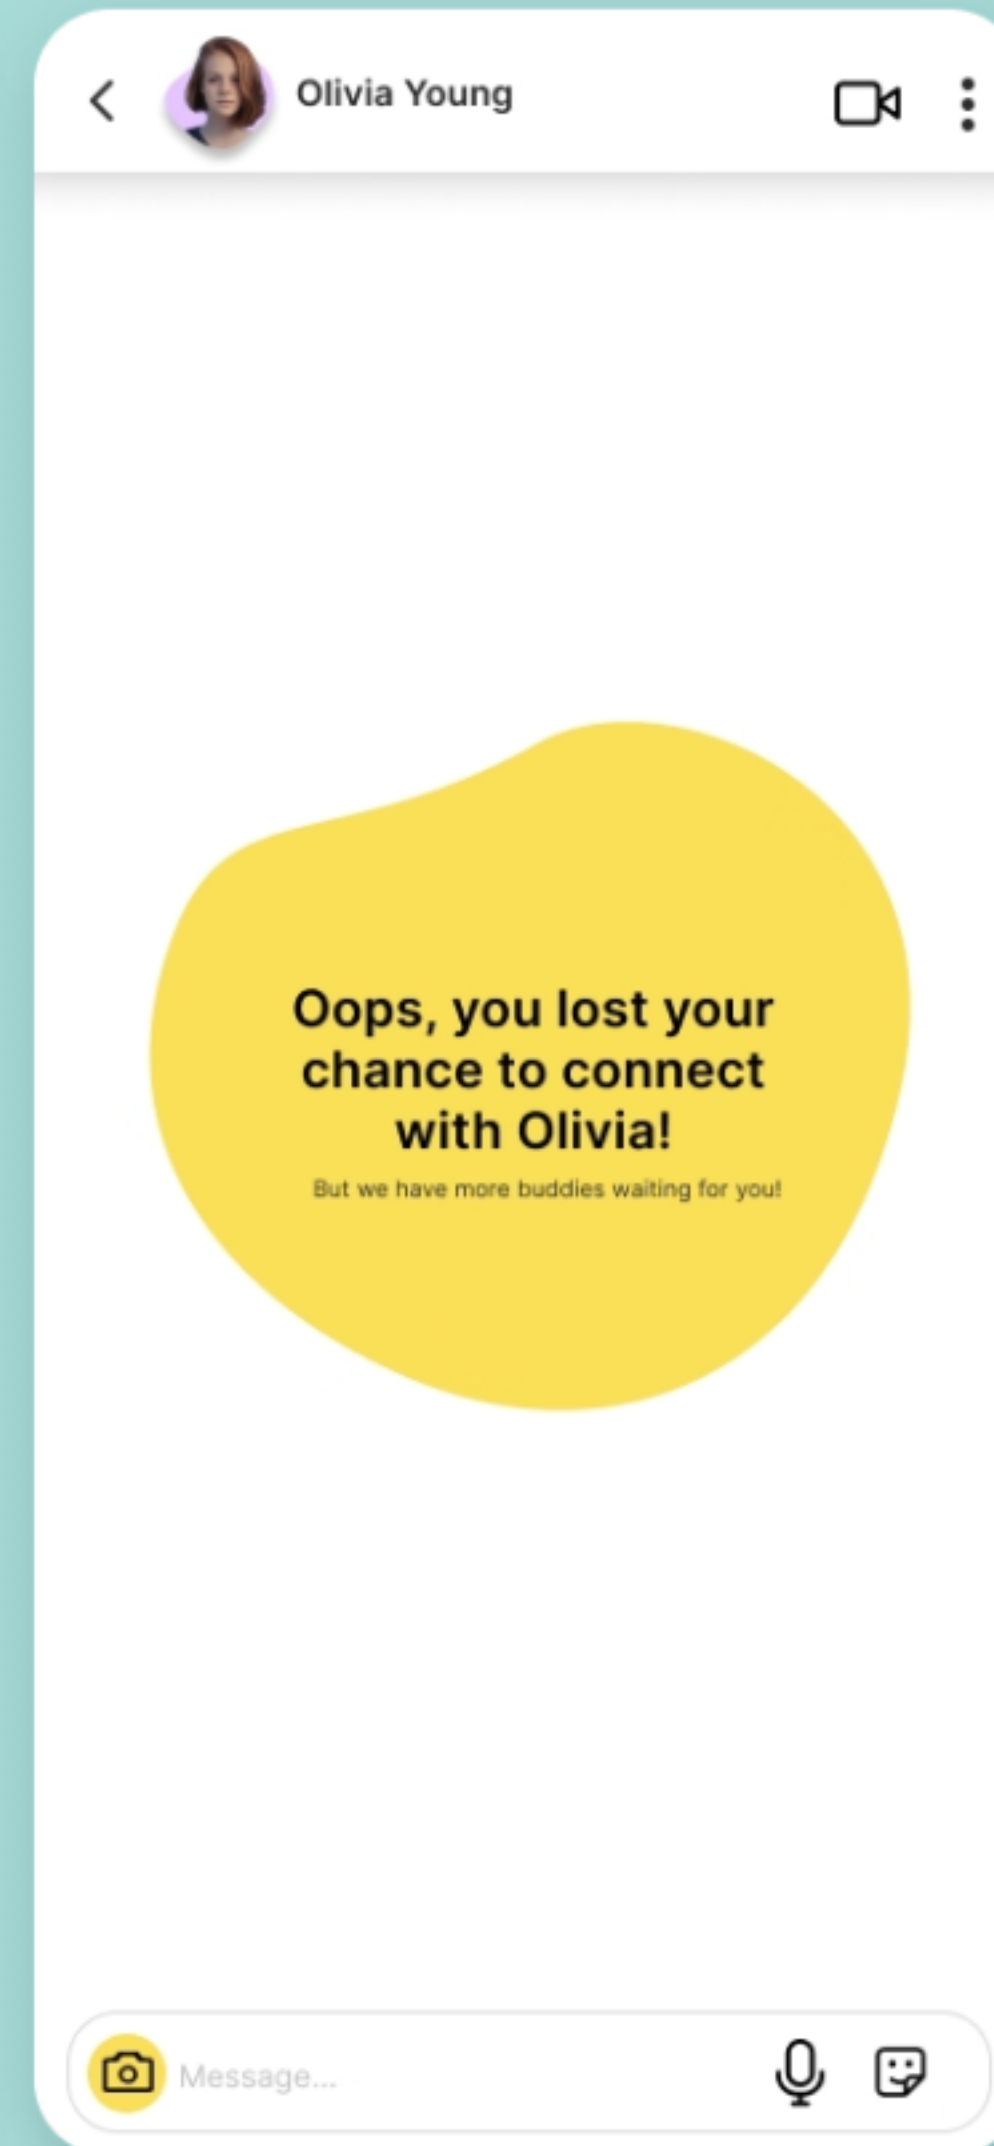 Olivia Young
Oops, you lost your
chance to connect
with Olivia!
But we have more buddies waiting for you!
Message...